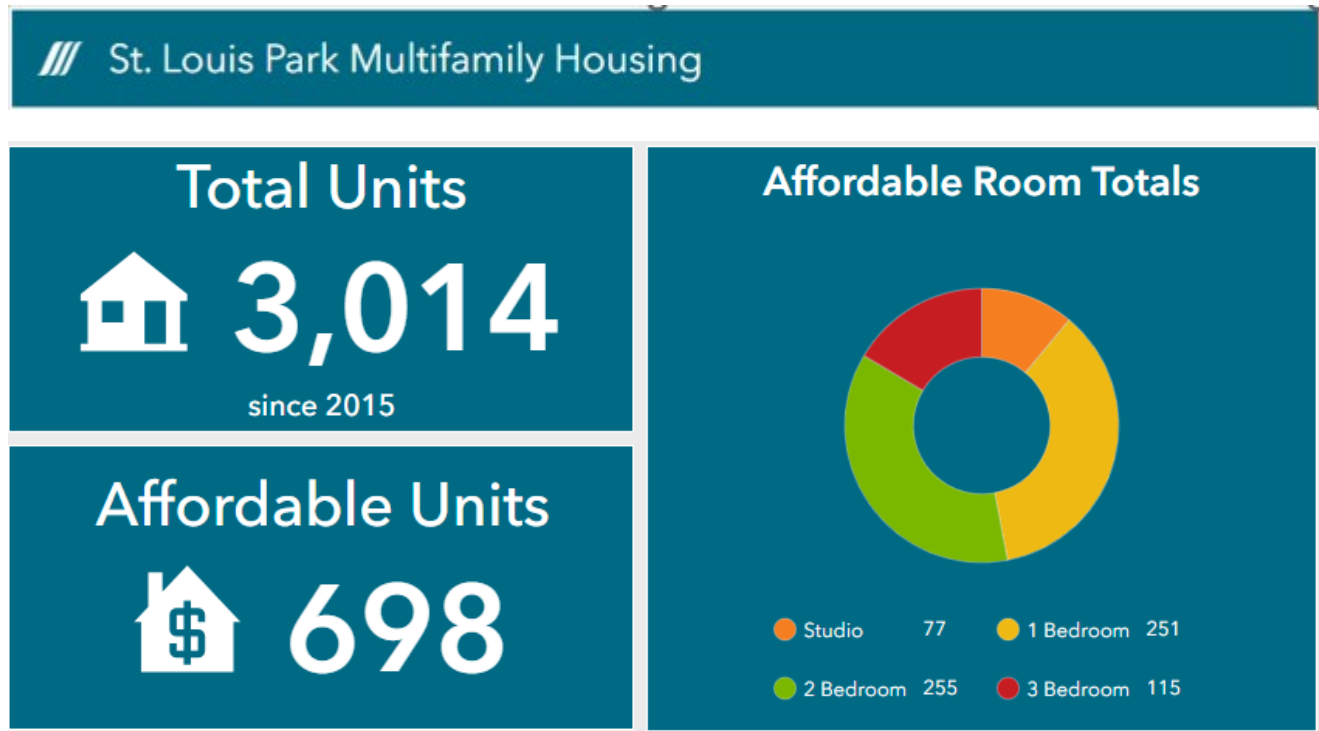 St. Louis Park Multifamily Housing
Total Units
3,014
since 2015
Affordable Units
$ 698
Affordable Room Totals
Studio 77 1 Bedroom 251
2 Bedroom 255 3 Bedroom 115